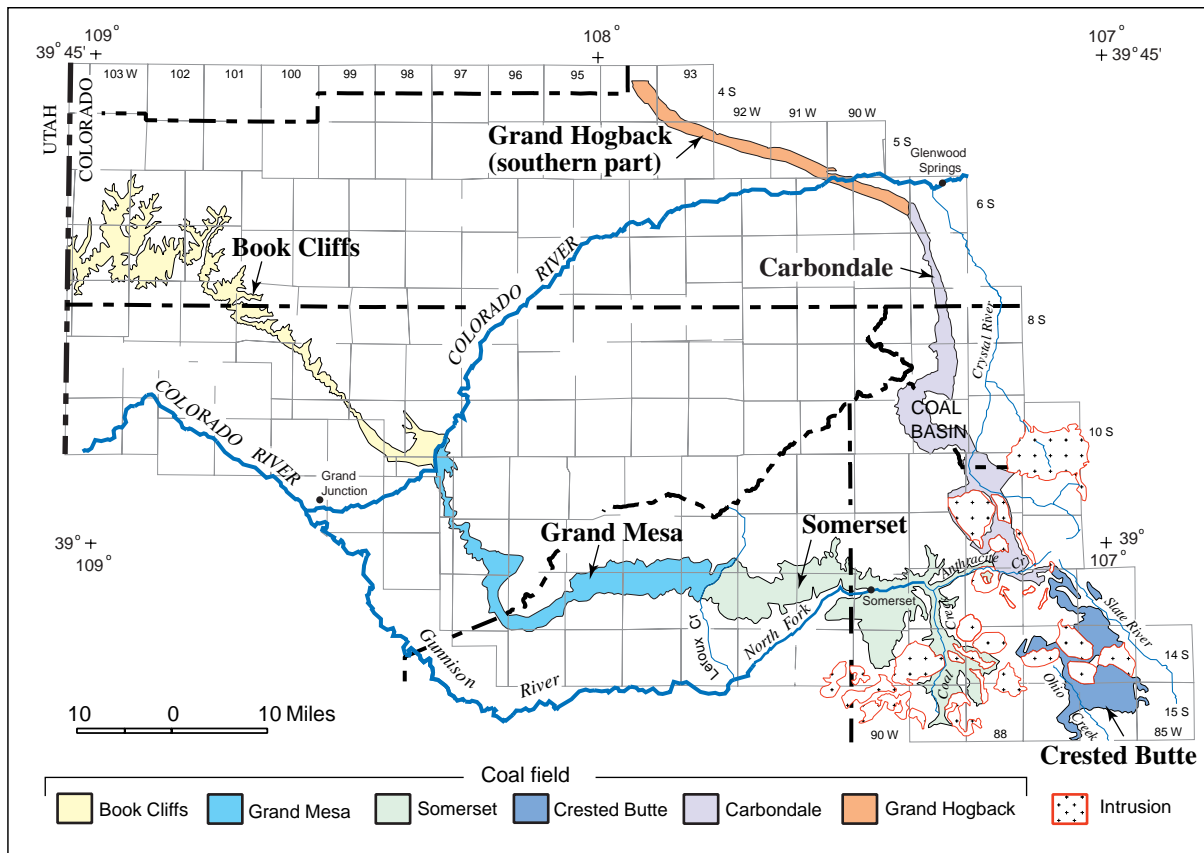 109°
108°
107°
39° 45'
39° 45'
103 W
102
101
100
99
98
97
96
95
93
4 S
92 W
91 W
90 W
5 S
UTAH
COLORADO
Grand Hogback
(southern part)
Glenwood
Springs
6 S
Book Cliffs
COLORADO RIVER
Carbondale
8 S
Crystal River
COLORADO RIVER
COAL
BASIN
10 S
Grand
Junction
39°
109°
Grand Mesa
Somerset
39°
107°
Anthracite Cr
Somerset
Slate River
Gunnison River
Leroux Cr
North Fork
Coal Creek
Ohio Creek
14 S
15 S
90 W
88
85 W
Crested Butte
10 0 10 Miles
Coal field
Book Cliffs
Grand Mesa
Somerset
Crested Butte
Carbondale
Grand Hogback
Intrusion